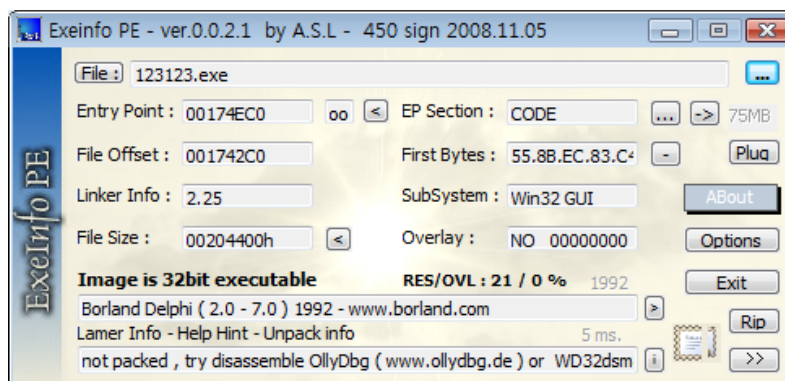 Exeinfo PE - ver.0.0.2.1 by A.S.L - 450 sign 2008.11.05
File : 123123.exe ...
Entry Point : 00174EC0 oo < EP Section : CODE ... -> 75MB
File Offset : 001742C0 First Bytes : 55.8B.EC.83.C4 - Plug
Linker Info : 2.25 SubSystem : Win32 GUI ABout
File Size : 00204400h < Overlay : NO 00000000 Options
Image is 32bit executable RES/OVL : 21 / 0 % 1992 Exit
Borland Delphi ( 2.0 - 7.0 ) 1992 - www.borland.com >
Lamer Info - Help Hint - Unpack info 5 ms. Rip
not packed , try disassemble OllyDbg ( www.ollydbg.de ) or WD32dsm i >>
ExeInfo PE